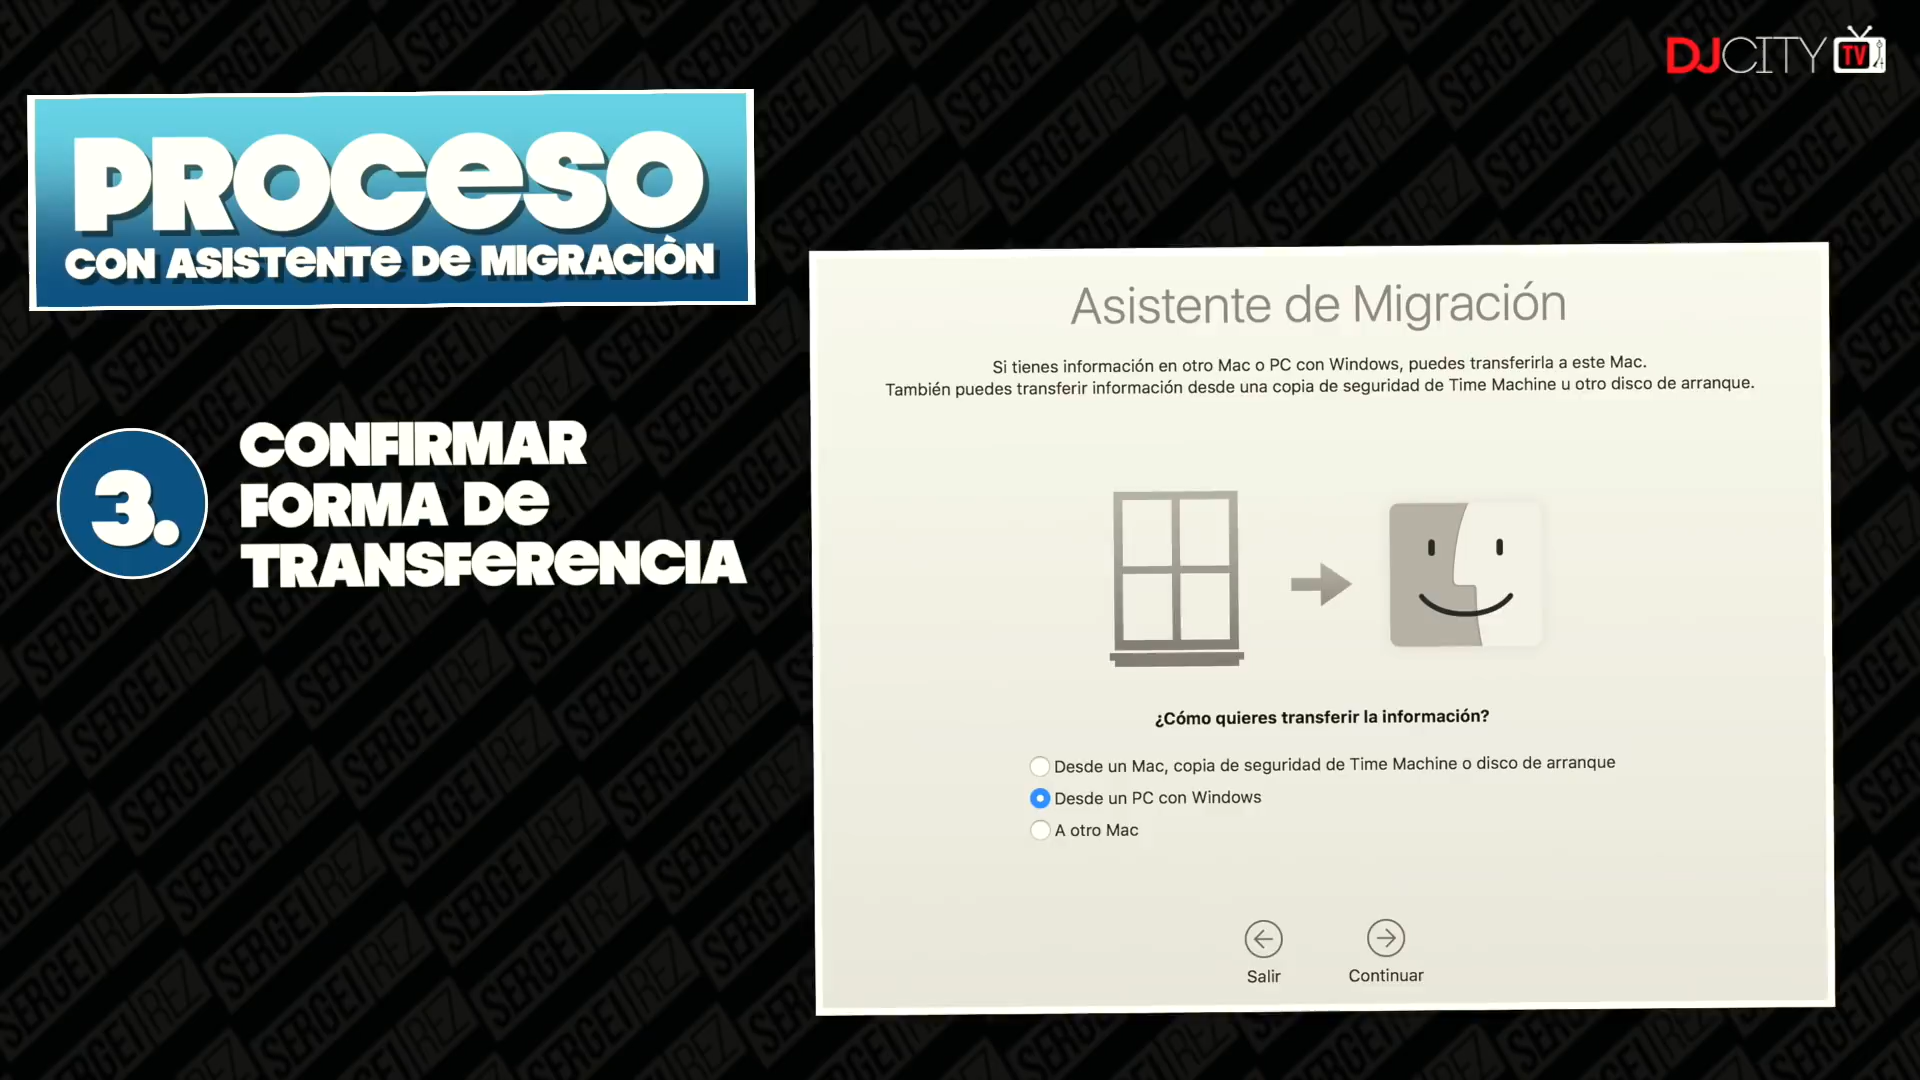 DJCITY TV
PROCESO
CON ASISTENTE DE MIGRACIÓN
3.
CONFIRMAR
FORMA DE
TRANSFERENCIA
Asistente de Migración
Si tienes información en otro Mac o PC con Windows, puedes transferirla a este Mac.
También puedes transferir información desde una copia de seguridad de Time Machine u otro disco de arranque.
¿Cómo quieres transferir la información?
Desde un Mac, copia de seguridad de Time Machine o disco de arranque
Desde un PC con Windows
A otro Mac
Salir
Continuar
SERGEI REZ